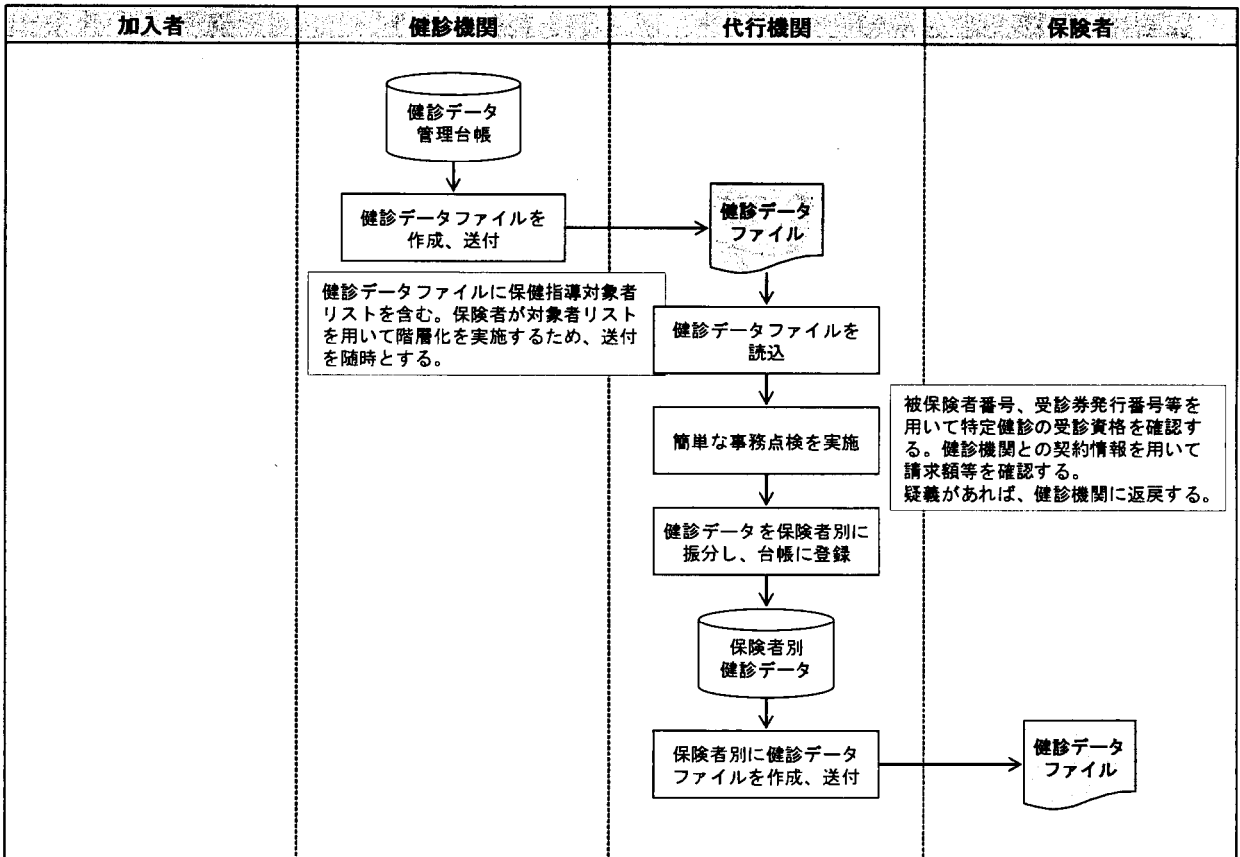 加入者
健診機関
代行機関
保険者
健診データ
管理台帳
健診データファイルを
作成、送付
健診データ
ファイル
健診データファイルに保健指導対象者
リストを含む。保険者が対象者リスト
を用いて階層化を実施するため、送付
を随時とする。
健診データファイルを
読込
簡単な事務点検を実施
被保険者番号、受診券発行番号等を
用いて特定健診の受診資格を確認す
る。健診機関との契約情報を用いて
請求額等を確認する。
疑義があれば、健診機関に返戻する。
健診データを保険者別に
振分し、台帳に登録
保険者別
健診データ
保険者別に健診データ
ファイルを作成、送付
健診データ
ファイル